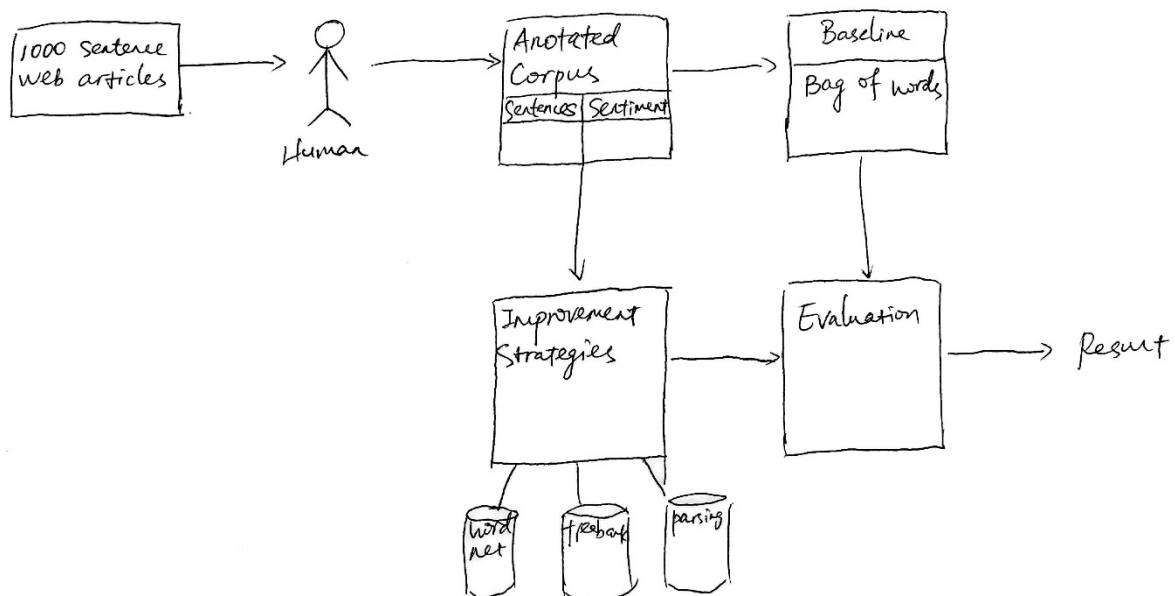 1000 sentence
web articles
Human
Anotated
Corpus
Sentences Sentiment
Baseline
Bag of words
Improvement
Strategies
Evaluation
Result
word
net
treebank
parsing